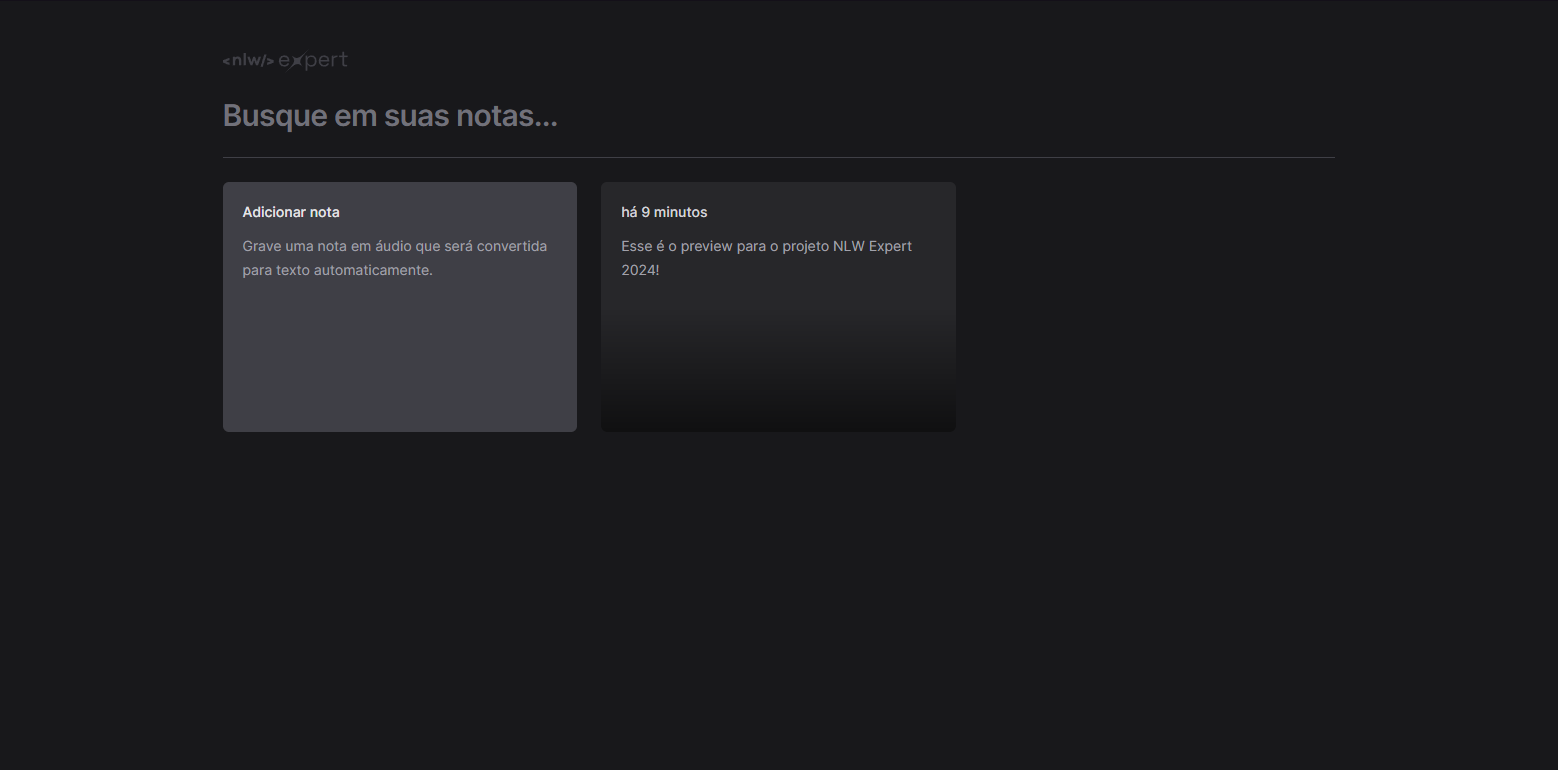 <nlw/> expert
Busque em suas notas...
Adicionar nota
Grave uma nota em áudio que será convertida
para texto automaticamente.
há 9 minutos
Esse é o preview para o projeto NLW Expert
2024!